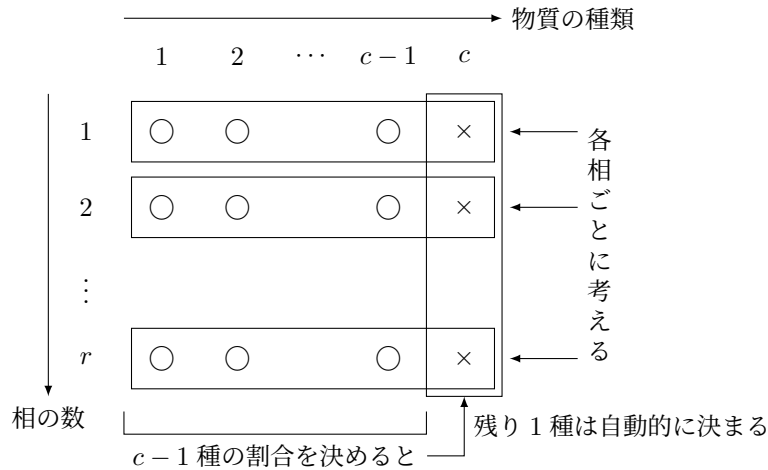 物質の種類
1 2 ⋯ c − 1 c
1 ○ ○ ○ ×
2 ○ ○ ○ ×
⋮
r ○ ○ ○ ×
各相ごとに考える
相の数
残り 1 種は自動的に決まる
c − 1 種の割合を決めると